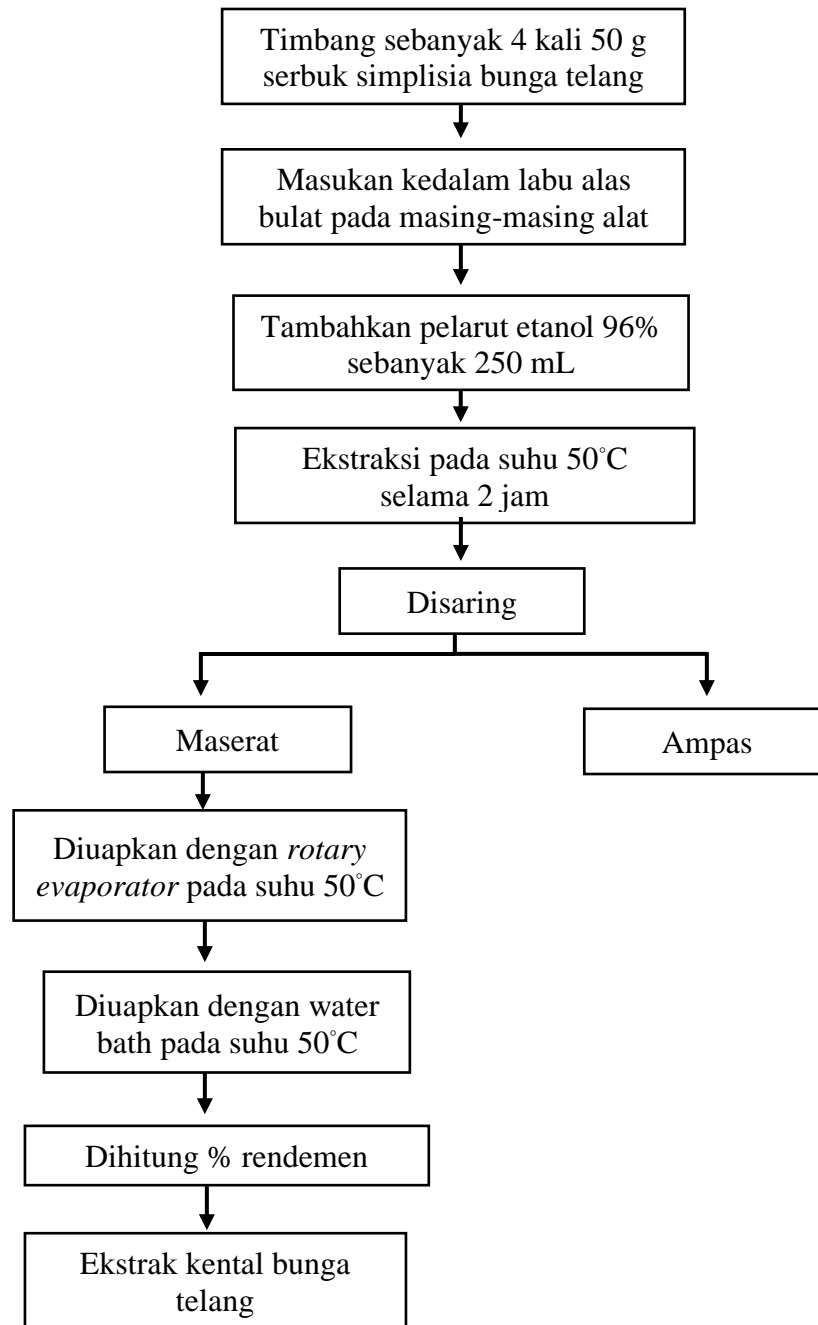 Timbang sebanyak 4 kali 50 g
serbuk simplisia bunga telang
Masukan kedalam labu alas
bulat pada masing-masing alat
Tambahkan pelarut etanol 96%
sebanyak 250 mL
Ekstraksi pada suhu 50°C
selama 2 jam
Disaring
Maserat
Ampas
Diuapkan dengan rotary
evaporator pada suhu 50°C
Diuapkan dengan water
bath pada suhu 50°C
Dihitung % rendemen
Ekstrak kental bunga
telang